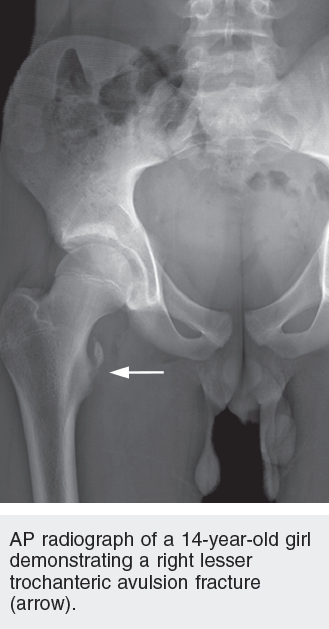 AP radiograph of a 14-year-old girl
demonstrating a right lesser
trochanteric avulsion fracture
(arrow).